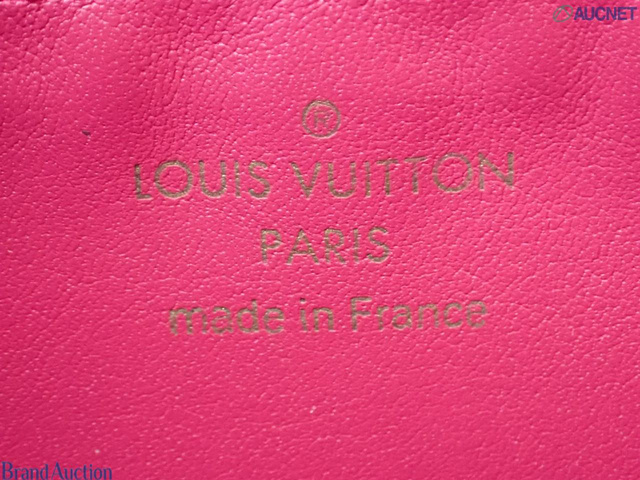 AUCNET
LOUIS VUITTON
PARIS
made in France
Brand Auction